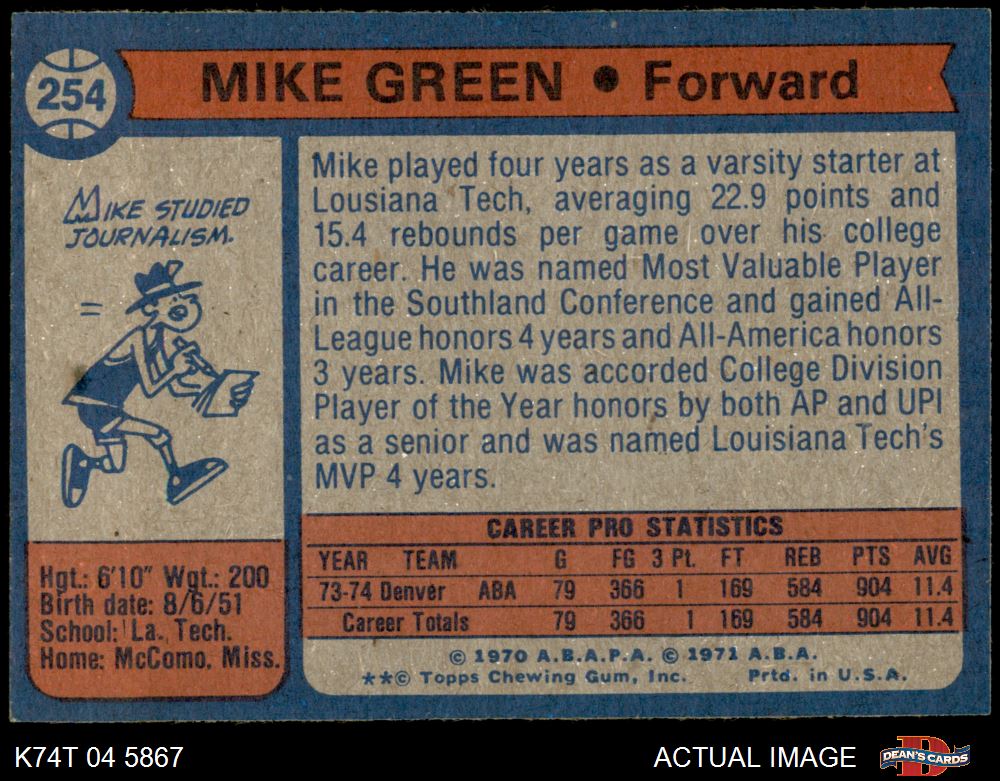 254
MIKE GREEN • Forward
MIKE STUDIED
JOURNALISM.
Mike played four years as a varsity starter at
Lousiana Tech, averaging 22.9 points and
15.4 rebounds per game over his college
career. He was named Most Valuable Player
in the Southland Conference and gained All-
League honors 4 years and All-America honors
3 years. Mike was accorded College Division
Player of the Year honors by both AP and UPI
as a senior and was named Louisiana Tech's
MVP 4 years.
Hgt.: 6'10" Wgt.: 200
Birth date: 8/6/51
School: La. Tech.
Home: McComo, Miss.
CAREER PRO STATISTICS
YEAR TEAM G FG 3 Pt. FT REB PTS AVG
73-74 Denver ABA 79 366 1 169 584 904 11.4
Career Totals 79 366 1 169 584 904 11.4
© 1970 A.B.A.P.A. © 1971 A.B.A.
**© Topps Chewing Gum, Inc. Prtd. in U.S.A.
K74T 04 5867
ACTUAL IMAGE
DEAN'S CARDS